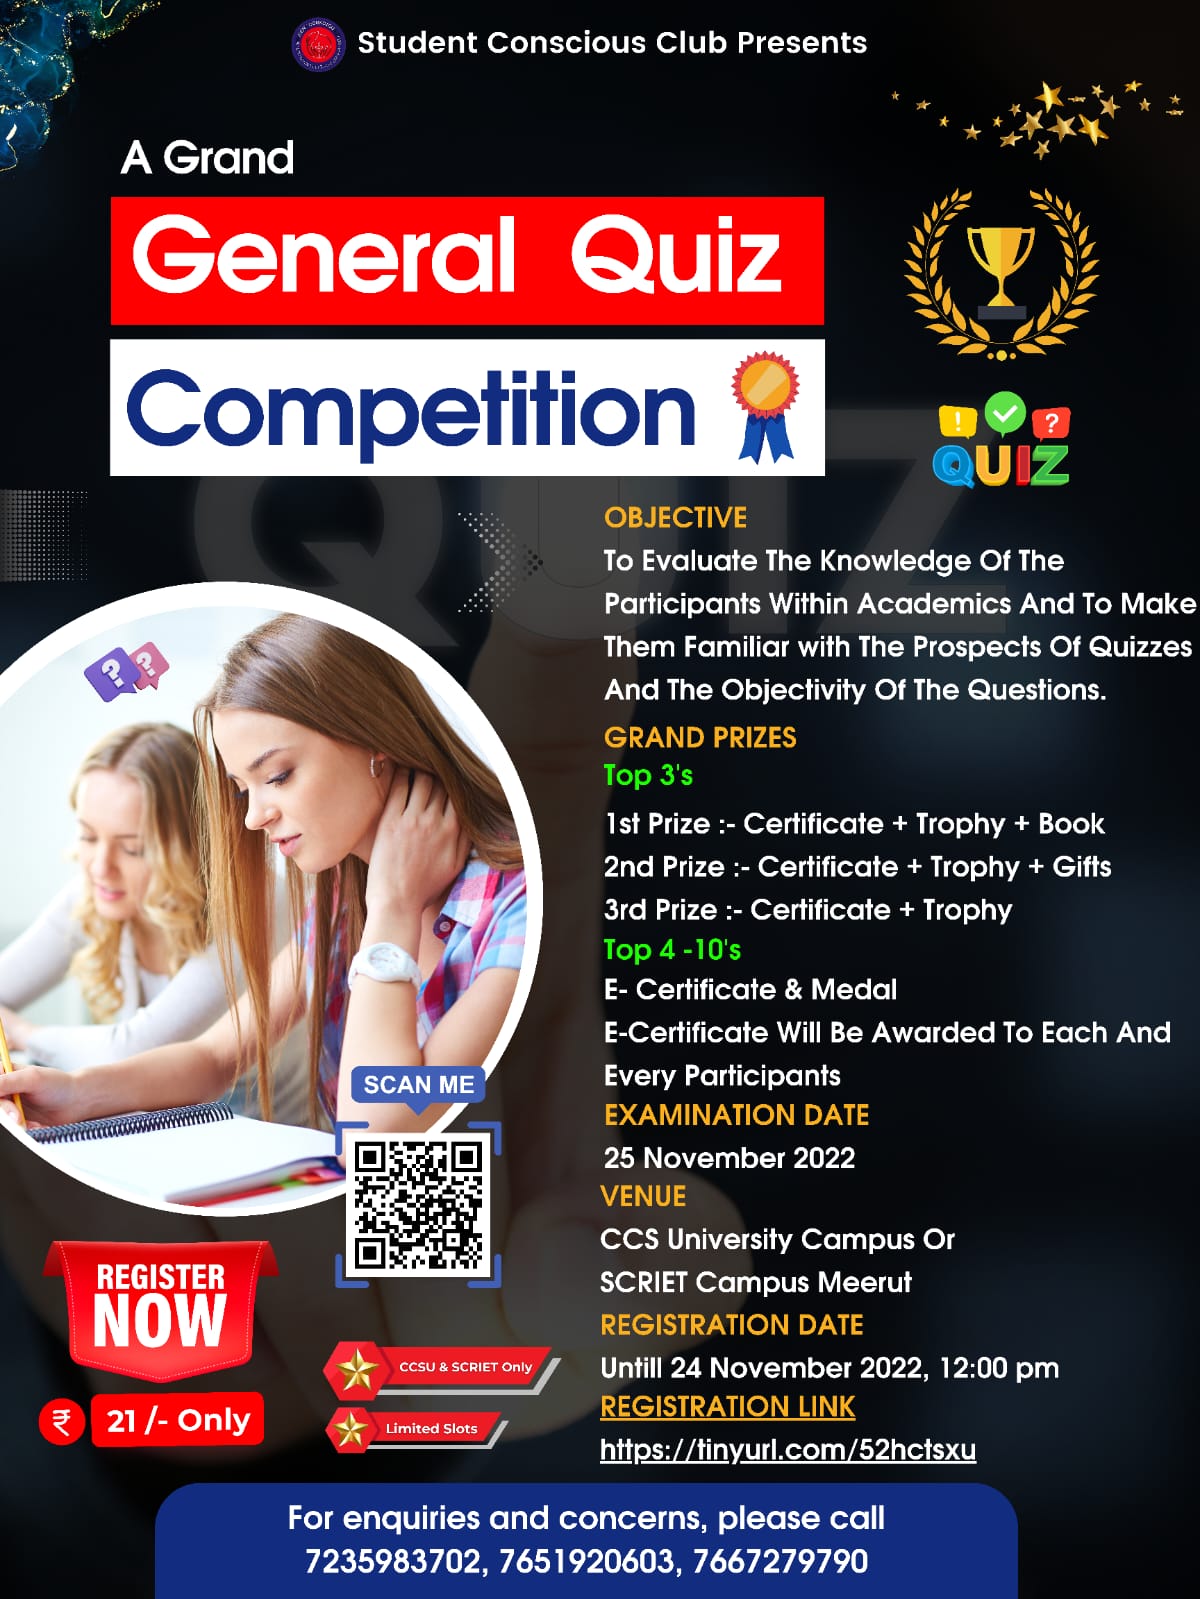 Student Conscious Club Presents
A Grand
General Quiz
Competition
QUIZ
! ?
QUIZ
OBJECTIVE
To Evaluate The Knowledge Of The
Participants Within Academics And To Make
Them Familiar with The Prospects Of Quizzes
And The Objectivity Of The Questions.
GRAND PRIZES
Top 3's
1st Prize :- Certificate + Trophy + Book
2nd Prize :- Certificate + Trophy + Gifts
3rd Prize :- Certificate + Trophy
Top 4 -10's
E- Certificate & Medal
E-Certificate Will Be Awarded To Each And
Every Participants
EXAMINATION DATE
25 November 2022
VENUE
CCS University Campus Or
SCRIET Campus Meerut
REGISTRATION DATE
Untill 24 November 2022, 12:00 pm
REGISTRATION LINK
https://tinyurl.com/52hctsxu
? ?
SCAN ME
REGISTER
NOW
₹ 21 /- Only
CCSU & SCRIET Only
Limited Slots
For enquiries and concerns, please call
7235983702, 7651920603, 7667279790